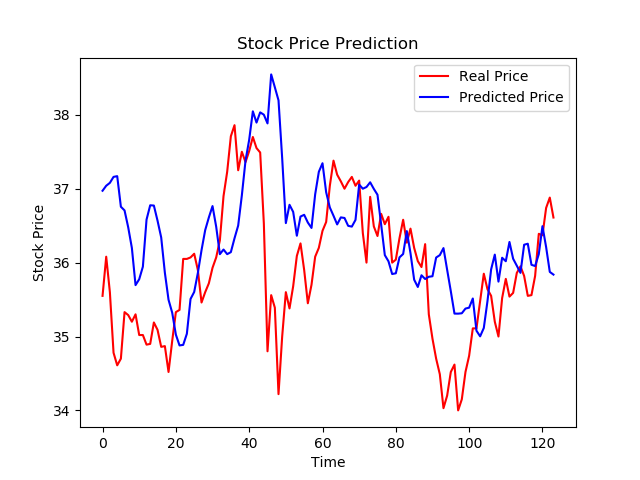 Stock Price Prediction
Real Price
Predicted Price
Stock Price
38
37
36
35
34
0 20 40 60 80 100 120
Time